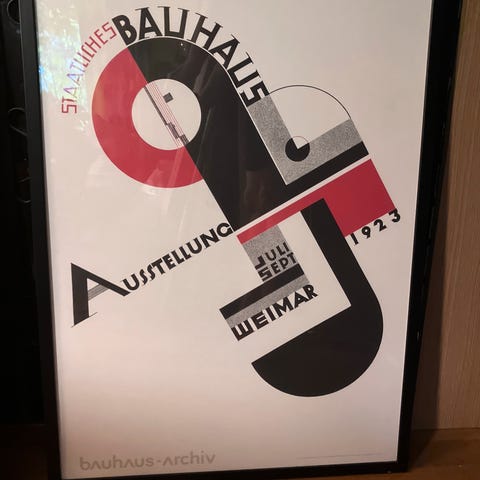 STAATLICHES
BAUHAUS
AUSSTELLUNG
JULI
SEPT
1923
WEIMAR
bauhaus-archiv